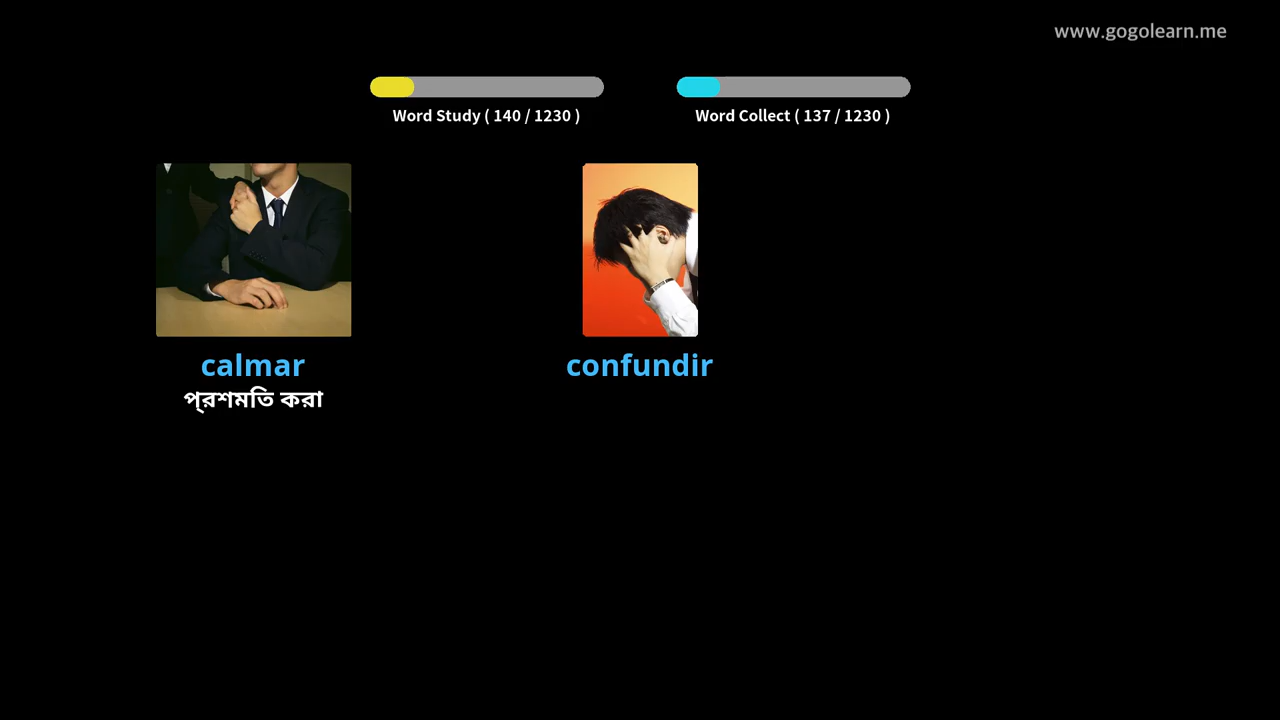 www.gogolearn.me
Word Study ( 140 / 1230 )
Word Collect ( 137 / 1230 )
calmar
প্রশমতি করা
confundir